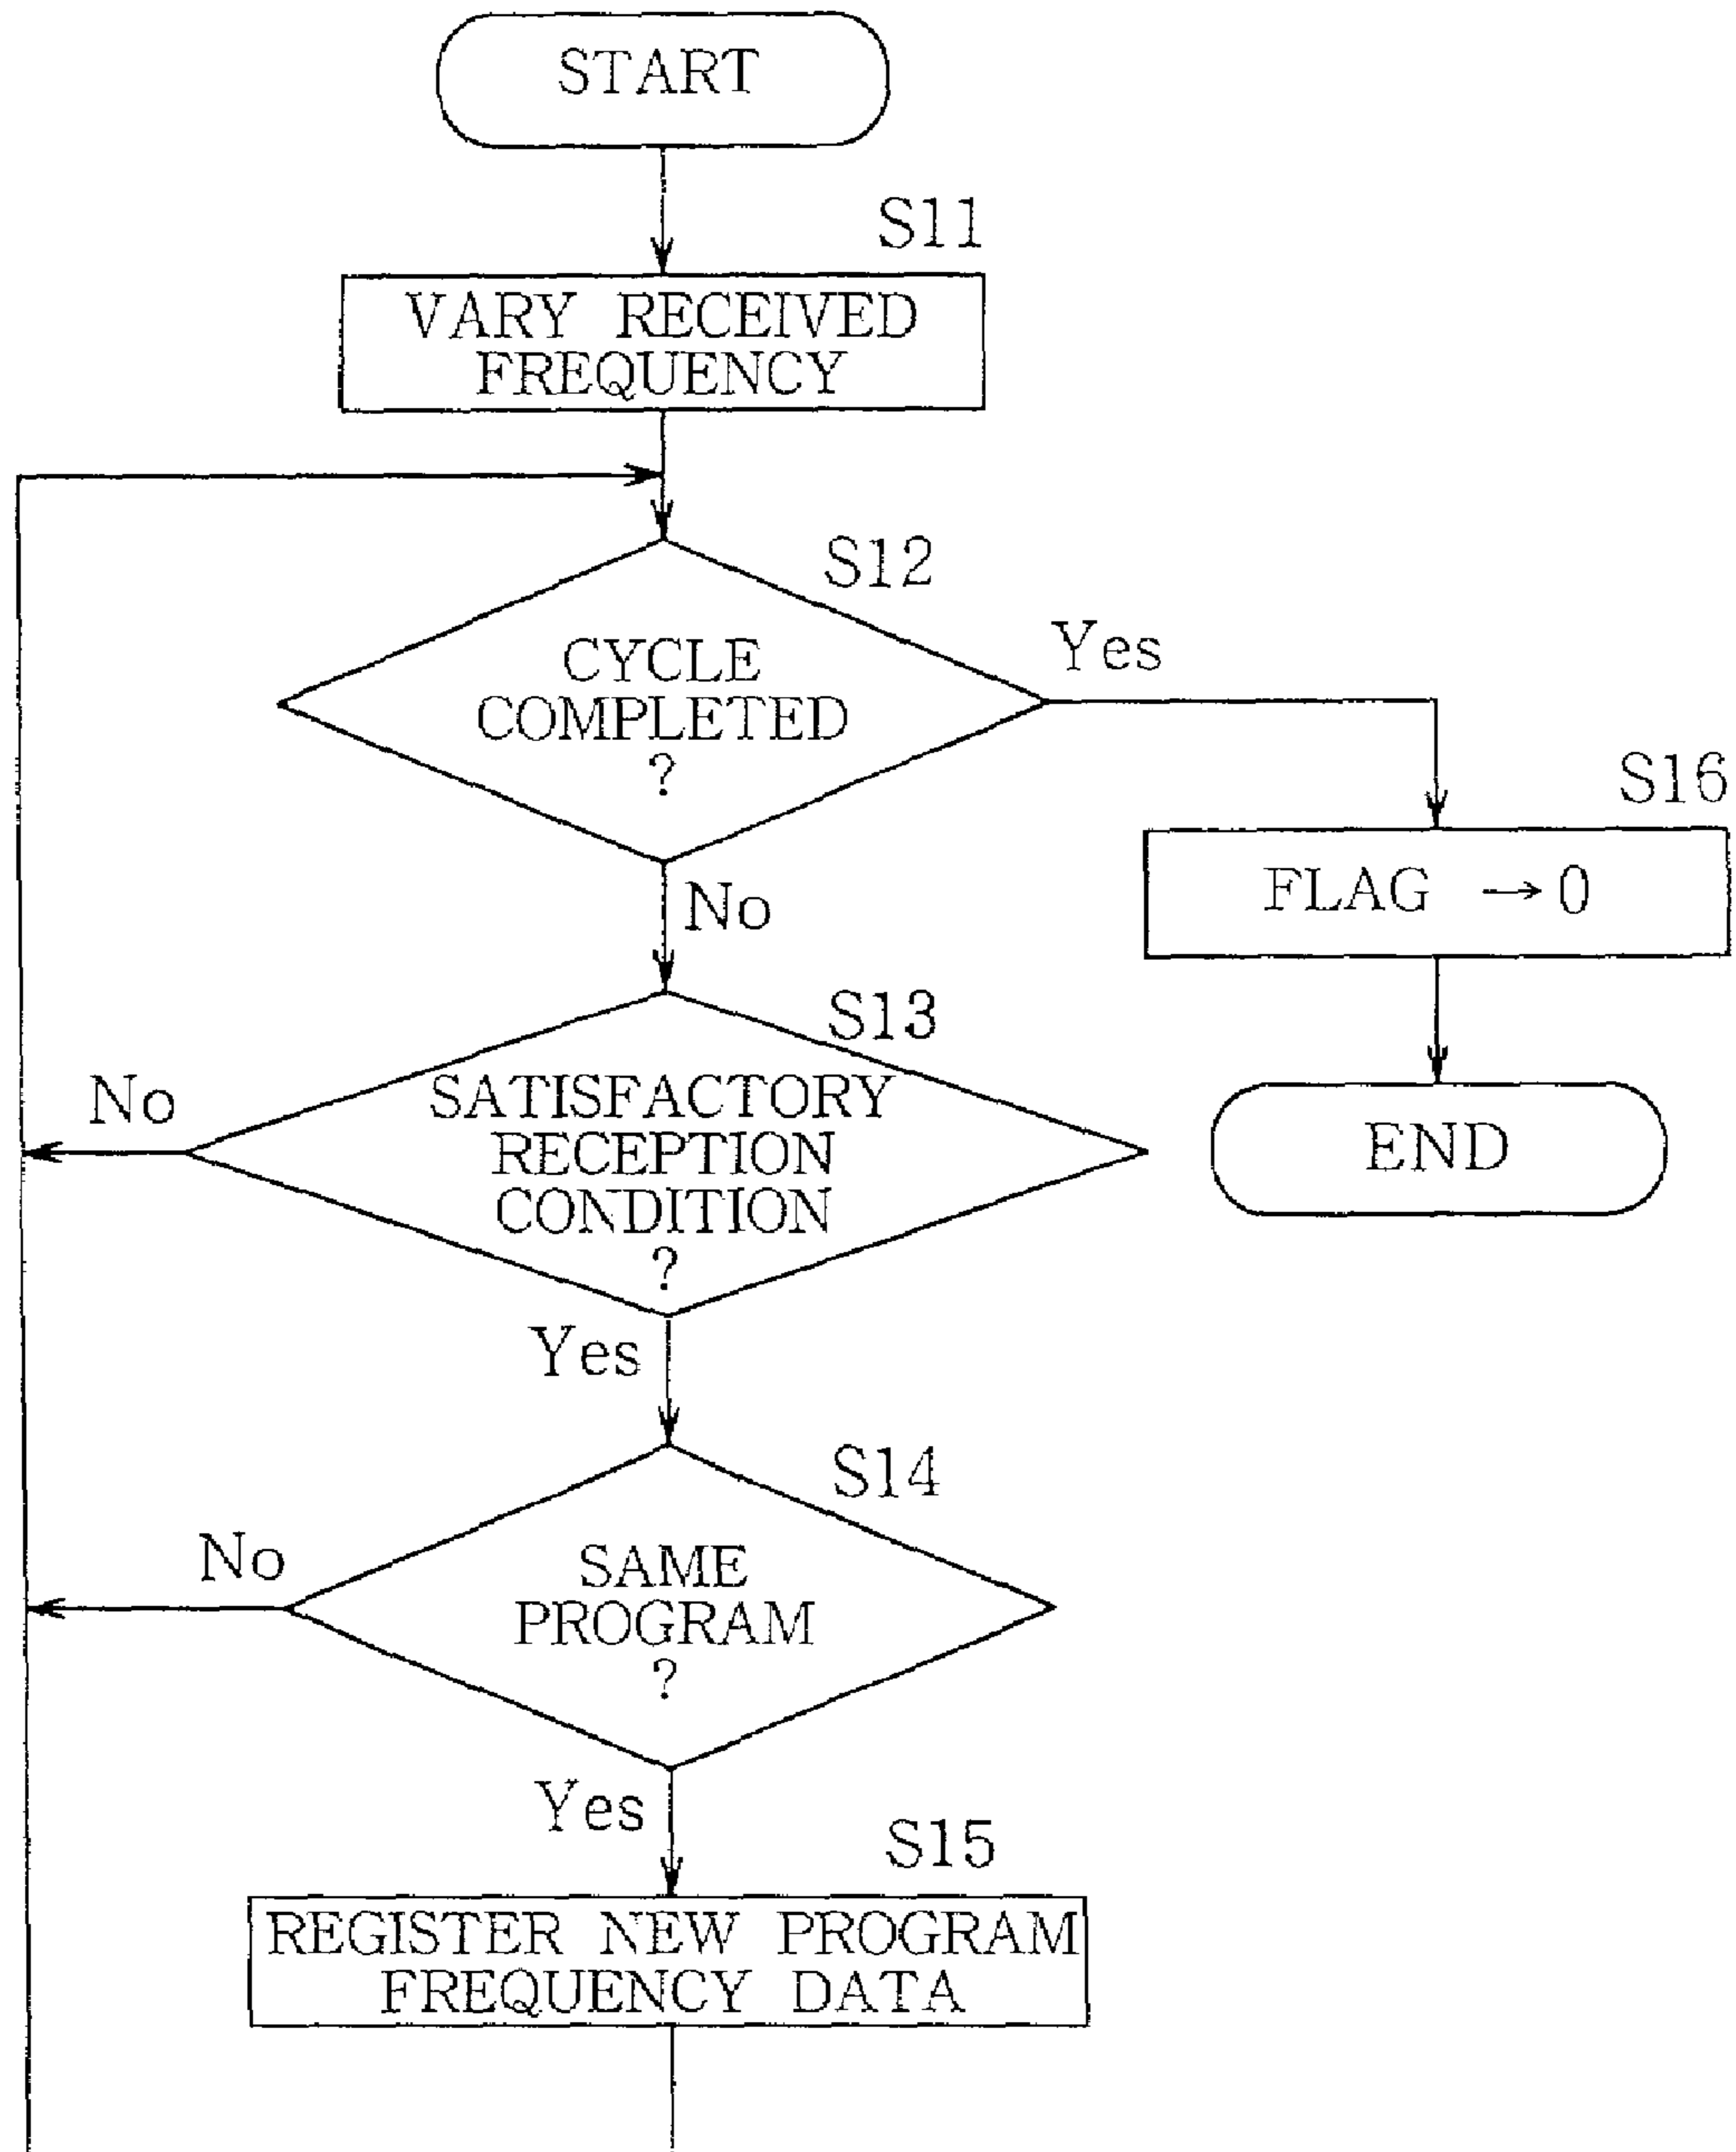 START
S11
VARY RECEIVED
FREQUENCY
S12
CYCLE
COMPLETED
?
Yes
No
S16
FLAG →0
END
S13
SATISFACTORY
RECEPTION
CONDITION
?
No
Yes
S14
SAME
PROGRAM
?
No
Yes
S15
REGISTER NEW PROGRAM
FREQUENCY DATA